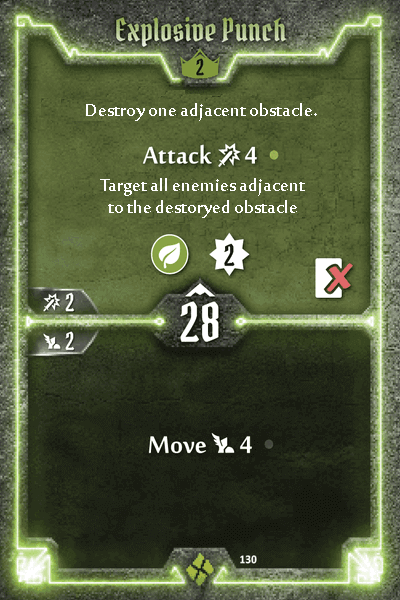 Explosive Punch
2
Destroy one adjacent obstacle.
Attack 4
Target all enemies adjacent
to the destoryed obstacle
2
2
28
2
Move 4
130